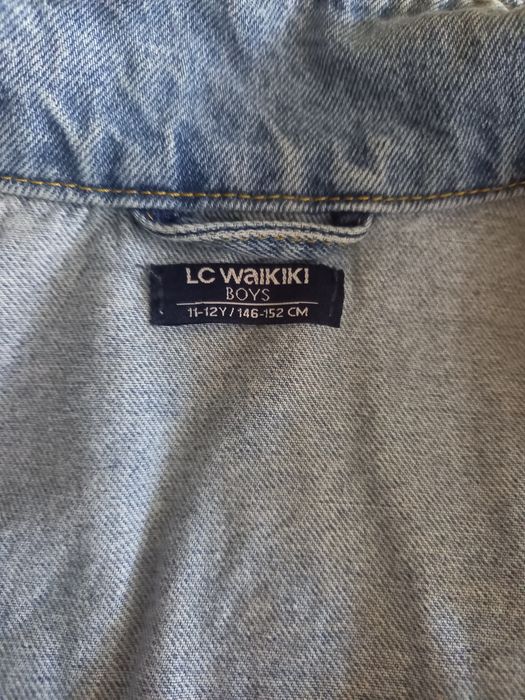 LC WAIKIKI
BOYS
11-12Y / 146-152 CM